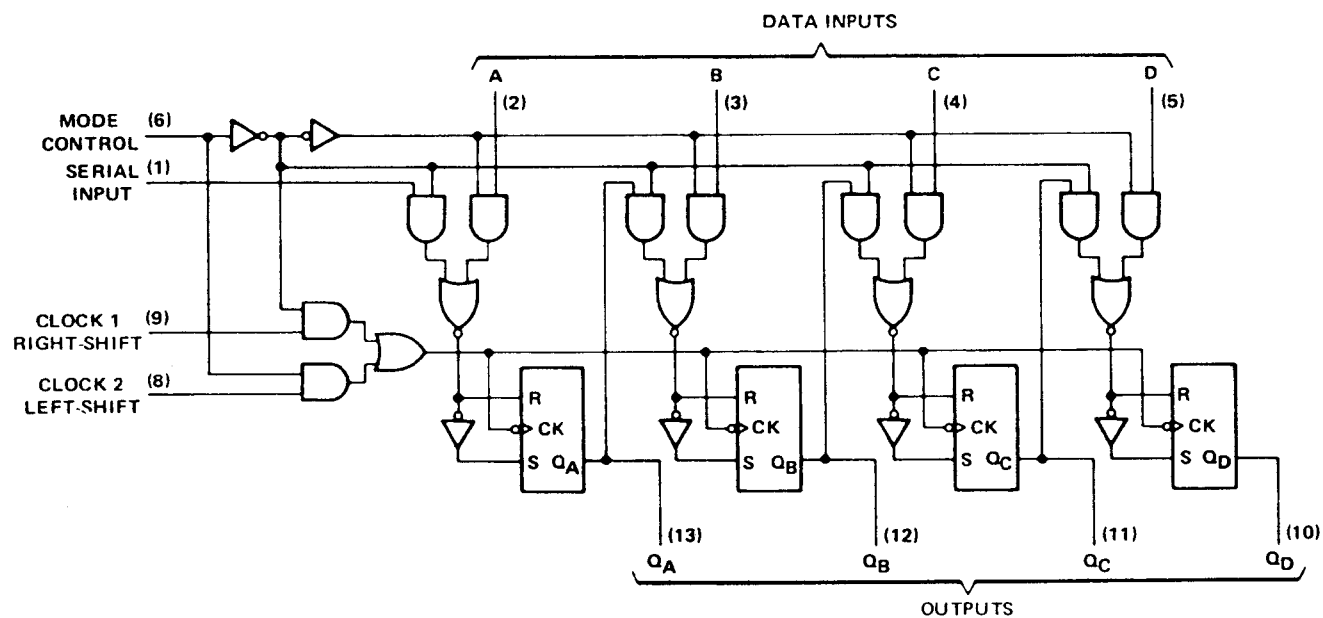 DATA INPUTS
A B C D
(2) (3) (4) (5)
MODE CONTROL (6)
SERIAL INPUT (1)
CLOCK 1 RIGHT-SHIFT (9)
CLOCK 2 LEFT-SHIFT (8)
R CK S QA
R CK S QB
R CK S QC
R CK S QD
(13) (12) (11) (10)
QA QB QC QD
OUTPUTS